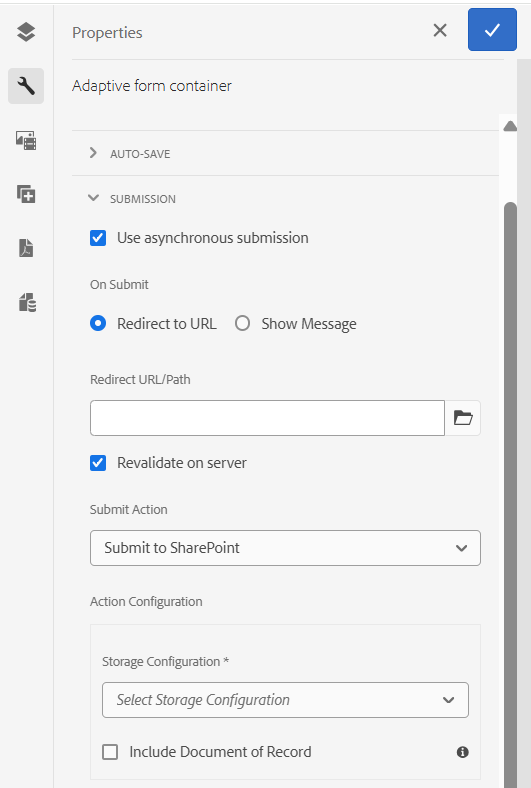 Properties
Adaptive form container
AUTO-SAVE
SUBMISSION
Use asynchronous submission
On Submit
Redirect to URL Show Message
Redirect URL/Path
Revalidate on server
Submit Action
Submit to SharePoint
Action Configuration
Storage Configuration *
Select Storage Configuration
Include Document of Record